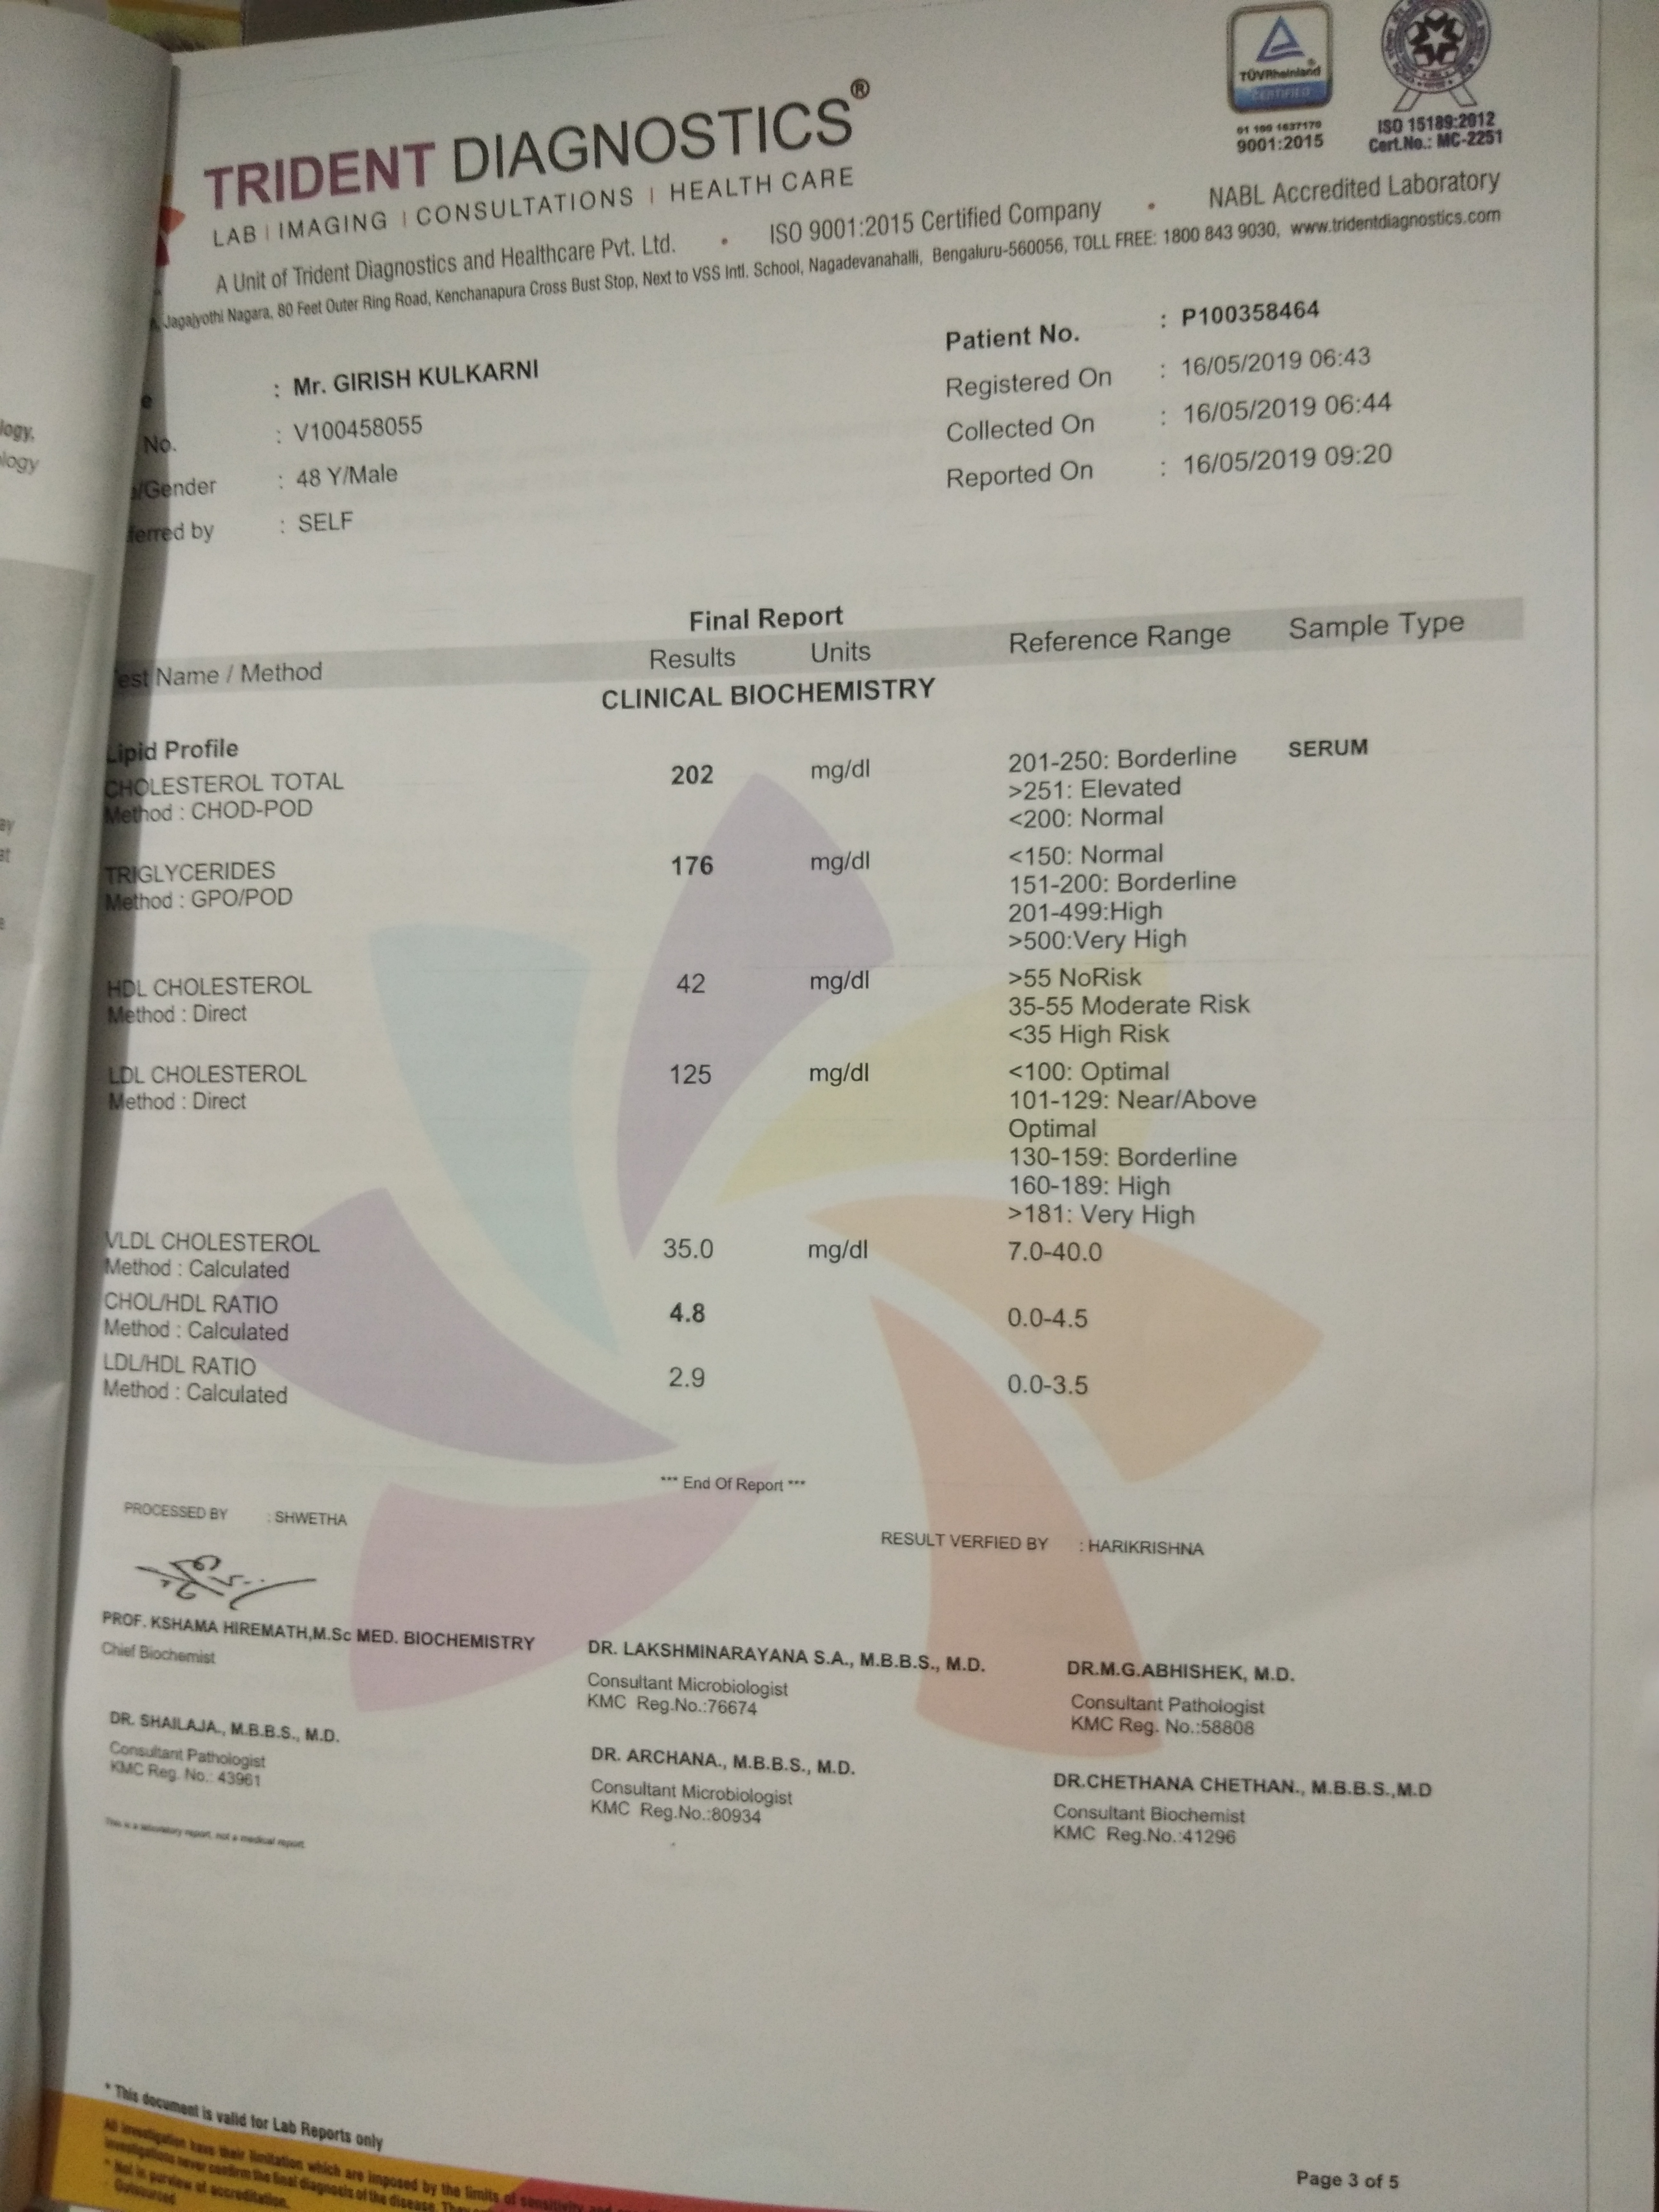 TÜVRheinland
CERTIFIED
01 100 1637170
9001:2015
ISO 15189:2012
Cert.No.: MC-2251
TRIDENT DIAGNOSTICS®
LAB | IMAGING | CONSULTATIONS | HEALTH CARE
A Unit of Trident Diagnostics and Healthcare Pvt. Ltd. • ISO 9001:2015 Certified Company • NABL Accredited Laboratory
Jagajyothi Nagara, 80 Feet Outer Ring Road, Kenchanapura Cross Bust Stop, Next to VSS Intl. School, Nagadevanahalli, Bengaluru-560056, TOLL FREE: 1800 843 9030, www.tridentdiagnostics.com
e : Mr. GIRISH KULKARNI Patient No. : P100358464
No. : V100458055 Registered On : 16/05/2019 06:43
/Gender : 48 Y/Male Collected On : 16/05/2019 06:44
erred by : SELF Reported On : 16/05/2019 09:20
Final Report
est Name / Method Results Units Reference Range Sample Type
CLINICAL BIOCHEMISTRY
Lipid Profile
CHOLESTEROL TOTAL 202 mg/dl 201-250: Borderline SERUM
Method : CHOD-POD >251: Elevated
<200: Normal
TRIGLYCERIDES 176 mg/dl <150: Normal
Method : GPO/POD 151-200: Borderline
201-499:High
>500:Very High
HDL CHOLESTEROL 42 mg/dl >55 NoRisk
Method : Direct 35-55 Moderate Risk
<35 High Risk
LDL CHOLESTEROL 125 mg/dl <100: Optimal
Method : Direct 101-129: Near/Above
Optimal
130-159: Borderline
160-189: High
>181: Very High
VLDL CHOLESTEROL 35.0 mg/dl 7.0-40.0
Method : Calculated
CHOL/HDL RATIO 4.8 0.0-4.5
Method : Calculated
LDL/HDL RATIO 2.9 0.0-3.5
Method : Calculated
*** End Of Report ***
PROCESSED BY : SHWETHA
RESULT VERFIED BY : HARIKRISHNA
PROF. KSHAMA HIREMATH,M.Sc MED. BIOCHEMISTRY
Chief Biochemist
DR. LAKSHMINARAYANA S.A., M.B.B.S., M.D.
Consultant Microbiologist
KMC Reg.No.:76674
DR.M.G.ABHISHEK, M.D.
Consultant Pathologist
KMC Reg. No.:58808
DR. SHAILAJA., M.B.B.S., M.D.
Consultant Pathologist
KMC Reg. No.: 43961
DR. ARCHANA., M.B.B.S., M.D.
Consultant Microbiologist
KMC Reg.No.:80934
DR.CHETHANA CHETHAN., M.B.B.S.,M.D
Consultant Biochemist
KMC Reg.No.:41296
This is a laboratory report, not a medical report.
* This document is valid for Lab Reports only
All investigation have their limitation which are imposed by the limits of sensitivity and
investigations never confirm the final diagnosis of the disease. They
* Not in purview of accreditation.
Outsourced
Page 3 of 5